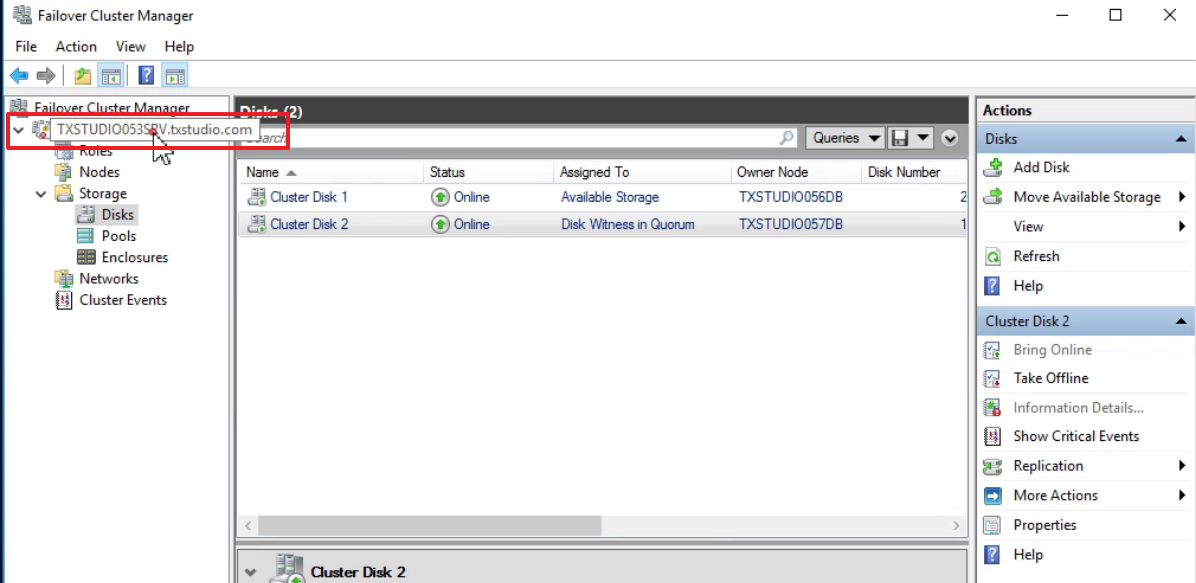 Failover Cluster Manager
File Action View Help
Failover Cluster Manager
TXSTUDIO053SRV.txstudio.com
Roles
Nodes
Storage
Disks
Pools
Enclosures
Networks
Cluster Events
Disks (2)
Search
Queries
Name Status Assigned To Owner Node Disk Number
Cluster Disk 1 Online Available Storage TXSTUDIO056DB 2
Cluster Disk 2 Online Disk Witness in Quorum TXSTUDIO057DB 1
Cluster Disk 2
Actions
Disks
Add Disk
Move Available Storage
View
Refresh
Help
Cluster Disk 2
Bring Online
Take Offline
Information Details...
Show Critical Events
Replication
More Actions
Properties
Help